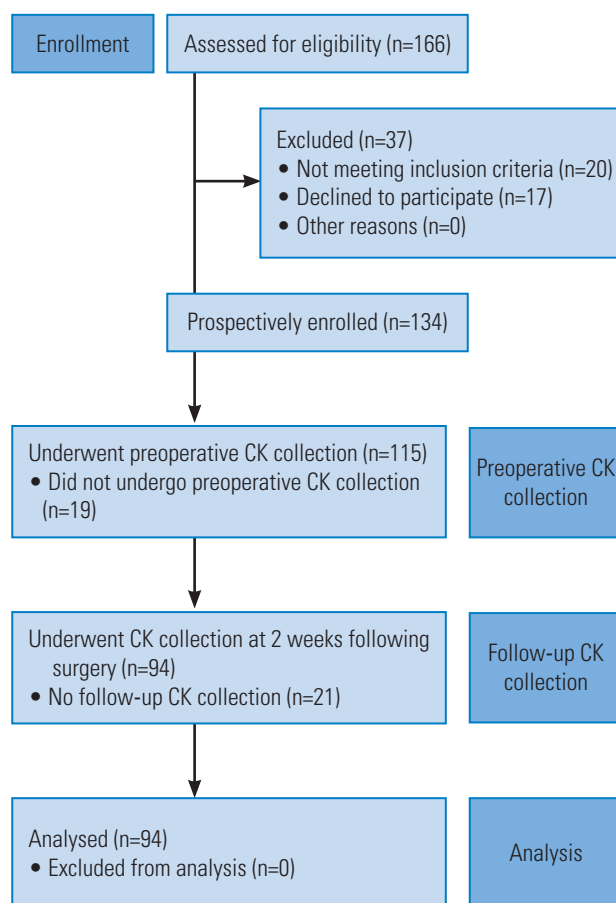 Enrollment
Assessed for eligibility (n=166)
Excluded (n=37)
• Not meeting inclusion criteria (n=20)
• Declined to participate (n=17)
• Other reasons (n=0)
Prospectively enrolled (n=134)
Underwent preoperative CK collection (n=115)
• Did not undergo preoperative CK collection
(n=19)
Preoperative CK
collection
Underwent CK collection at 2 weeks following
surgery (n=94)
• No follow-up CK collection (n=21)
Follow-up CK
collection
Analysed (n=94)
• Excluded from analysis (n=0)
Analysis